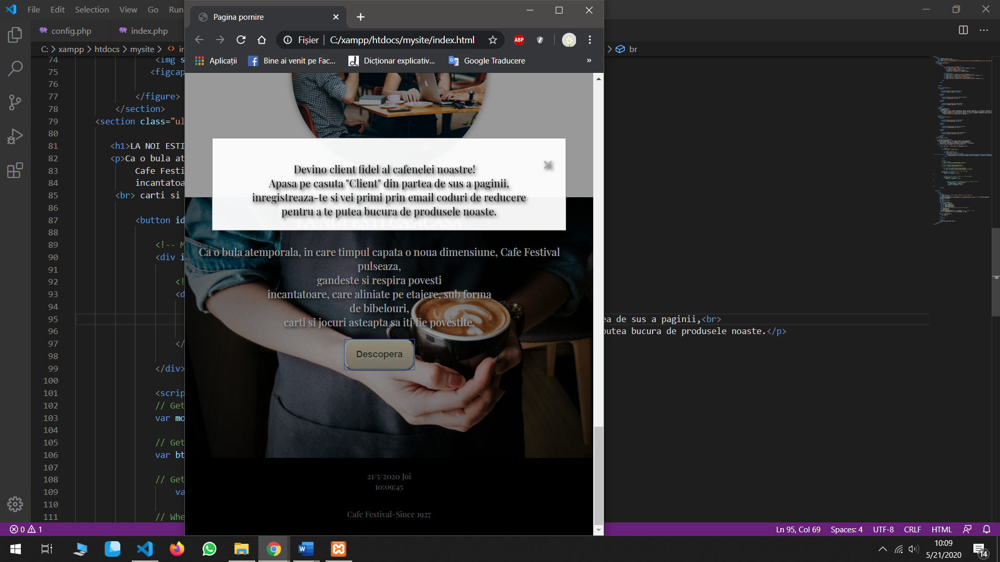 File Edit Selection View Go Run
Pagina pornire
config.php index.php
Fișier C:/xampp/htdocs/mysite/index.html ABP
C: > xampp > htdocs > mysite >
> br
Aplicații Bine ai venit pe Fac... Dicționar explicativ... Google Traducere »
74 <img s
75 <figcap
76
77 </figure>
78 </section>
79 <section class="ul
80
81 <h1>LA NOI ESTI
82 <p>Ca o bula at
83 Cafe Festi
84 incantatoa
85 <br> carti si
86
87 <button id
88
89 <!-- M
90 <div i
91
92 <!
93 <d
94
95 ea de sus a paginii,<br>
96 putea bucura de produsele noaste.</p>
97 </
98
99 </div>
100
101 <scrip
102 // Get
103 var mo
104
105 // Get
106 var bt
107
108 // Get
109 va
110
111 // Whe
Devino client fidel al cafenelei noastre!
Apasa pe casuta "Client" din partea de sus a paginii,
inregistreaza-te si vei primi prin email coduri de reducere
pentru a te putea bucura de produsele noaste.
LA NOI ESTI CA ACASA
Ca o bula atemporala, in care timpul capata o noua dimensiune, Cafe Festival
pulseaza,
gandeste si respira povesti
incantatoare, care aliniate pe etajere, sub forma
de bibelouri,
carti si jocuri asteapta sa iti fie povestite.
Descopera
21/5/2020 Joi
10:09:45
Cafe Festival-Since 1927
0 1 Ln 95, Col 69 Spaces: 4 UTF-8 CRLF HTML
10:09
5/21/2020
14